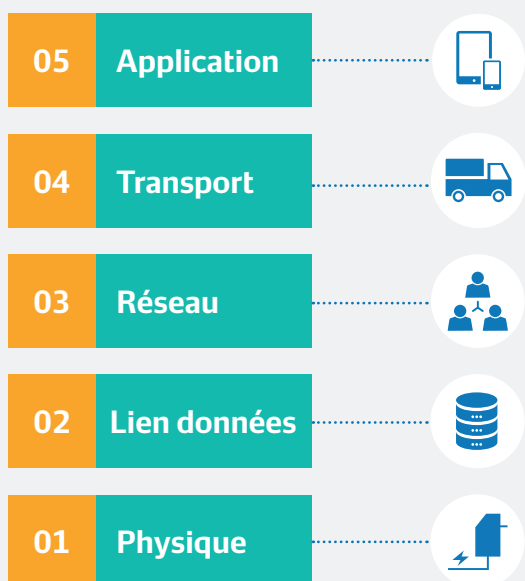 05 Application
04 Transport
03 Réseau
02 Lien données
01 Physique